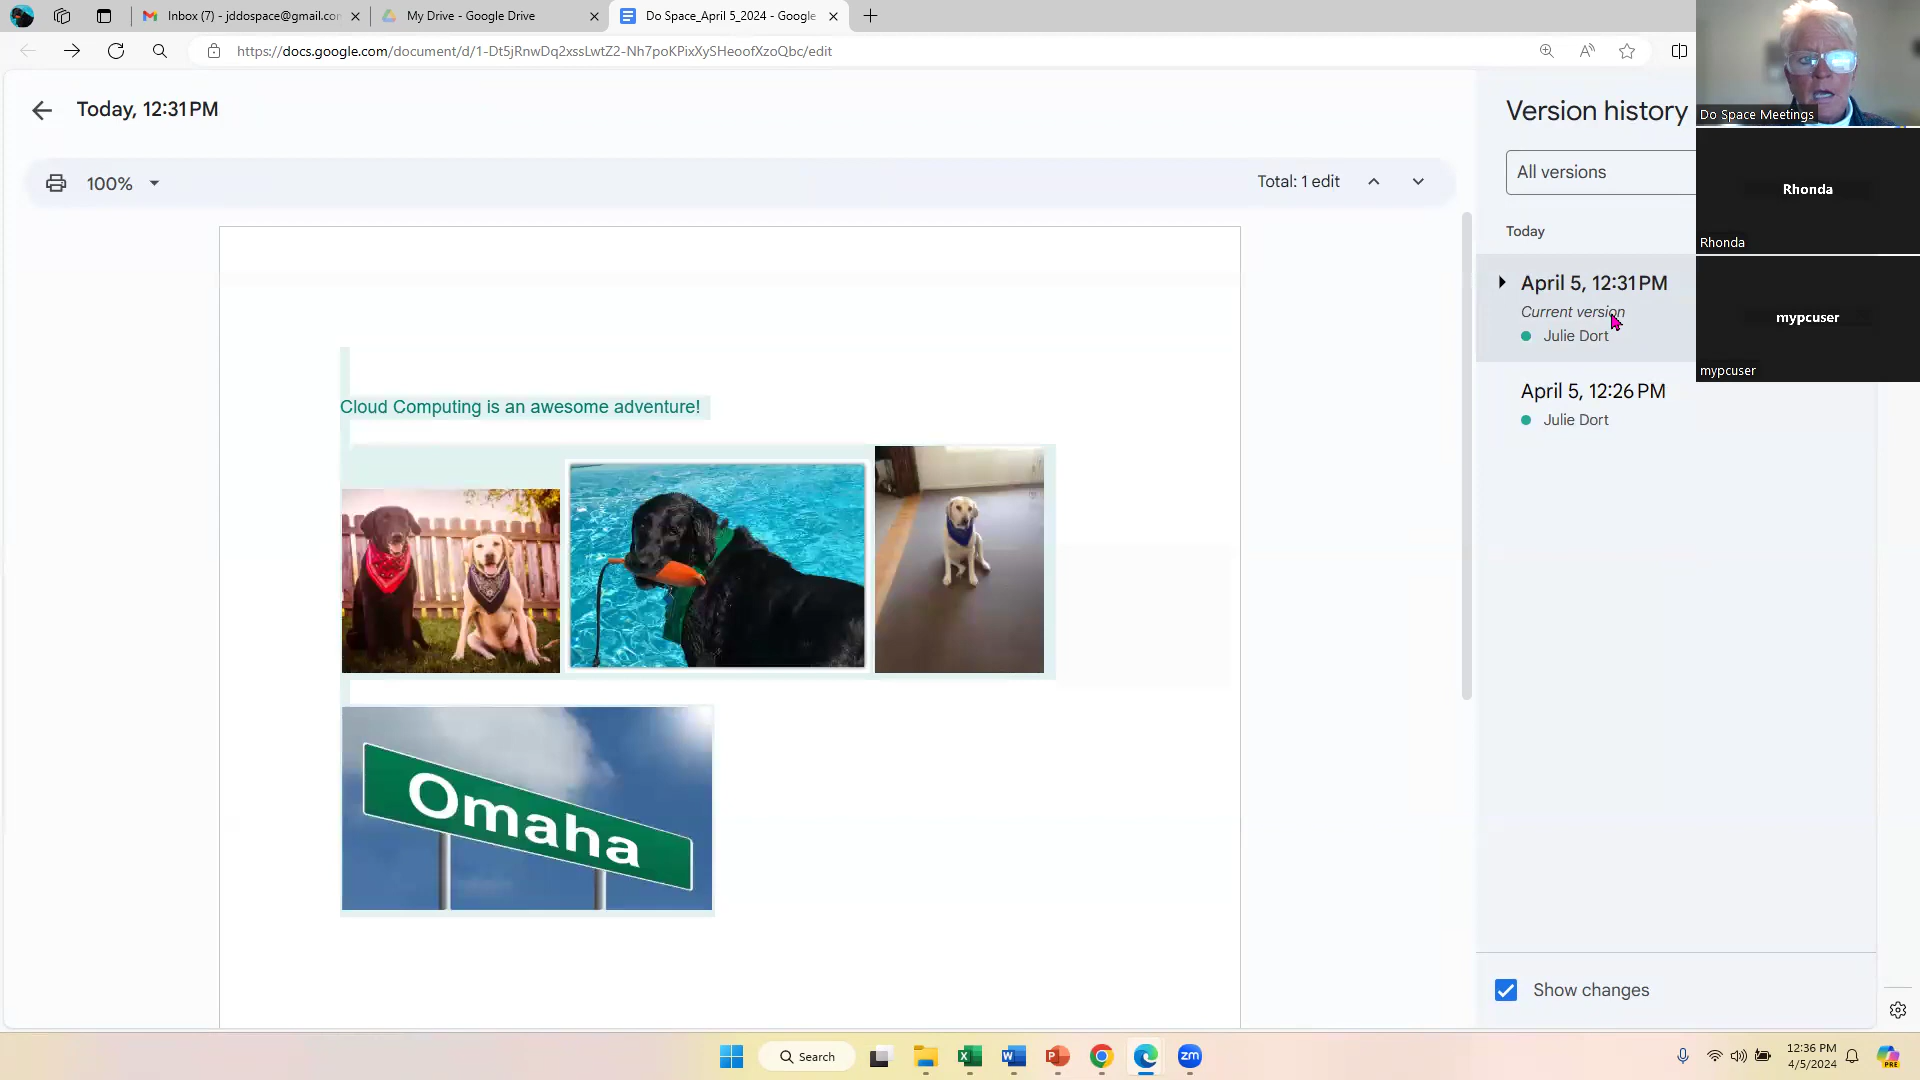 Inbox (7) - jddospace@gmail.con
My Drive - Google Drive
Do Space_April 5_2024 - Google
https://docs.google.com/document/d/1-Dt5jRnwDq2xssLwtZ2-Nh7poKPixXySHeoofXzoQbc/edit
Today, 12:31 PM
Version history
Do Space Meetings
100%
Total: 1 edit
All versions
Rhonda
Rhonda
Today
April 5, 12:31 PM
Current version
Julie Dort
mypcuser
mypcuser
April 5, 12:26 PM
Julie Dort
Cloud Computing is an awesome adventure!
Omaha
Show changes
Search
zm
12:36 PM
4/5/2024
PRE